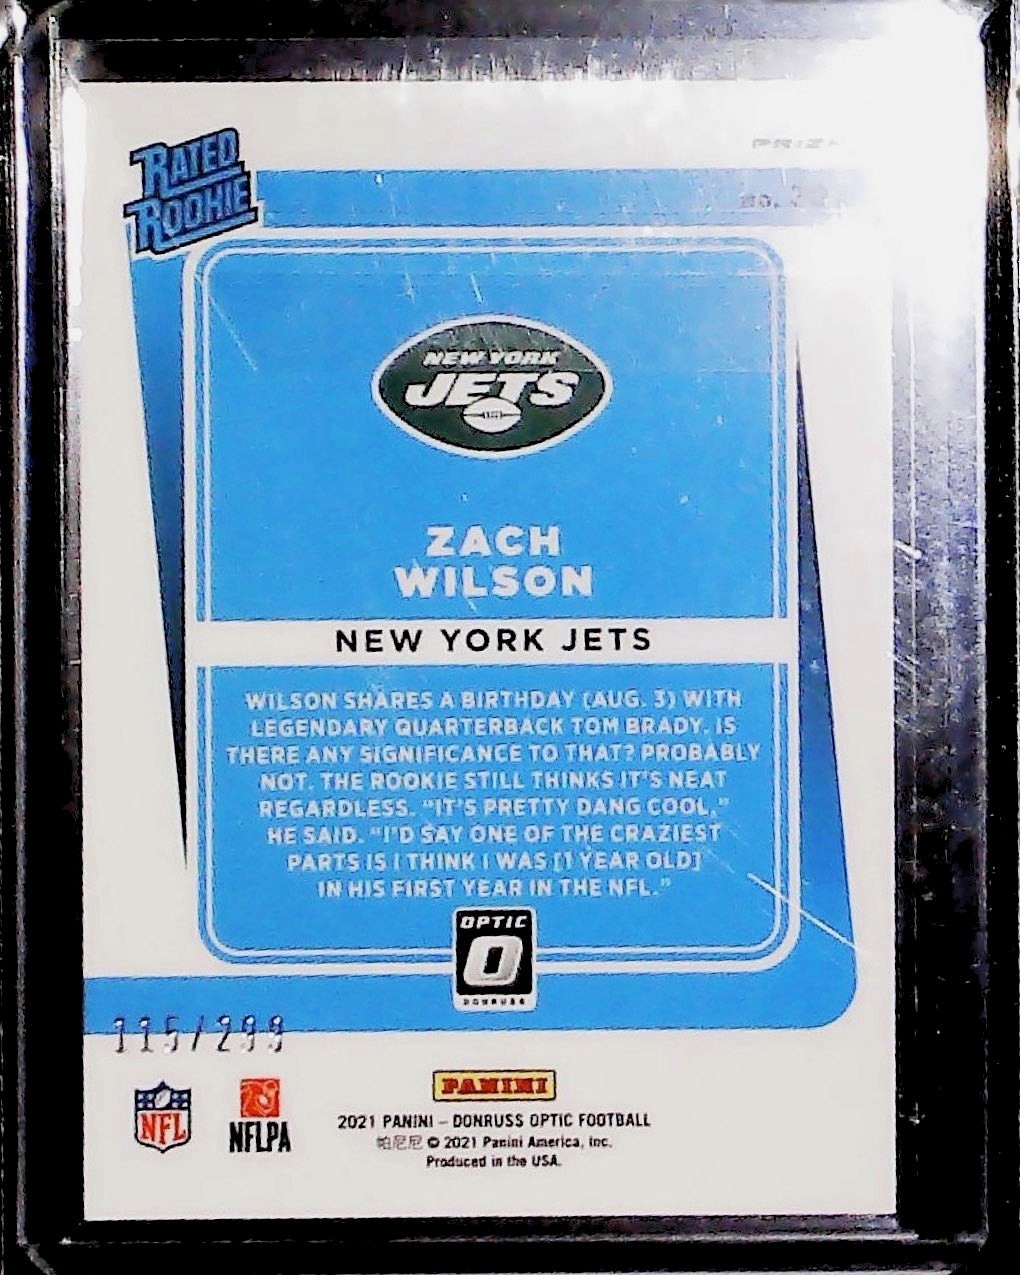 RATED
ROOKIE
PRIZM
no.
NEW YORK
JETS
ZACH
WILSON
NEW YORK JETS
WILSON SHARES A BIRTHDAY (AUG. 3) WITH
LEGENDARY QUARTERBACK TOM BRADY. IS
THERE ANY SIGNIFICANCE TO THAT? PROBABLY
NOT. THE ROOKIE STILL THINKS IT'S NEAT
REGARDLESS. "IT'S PRETTY DANG COOL,"
HE SAID. "I'D SAY ONE OF THE CRAZIEST
PARTS IS I THINK I WAS [1 YEAR OLD]
IN HIS FIRST YEAR IN THE NFL."
OPTIC
O
DONRUSS
115/299
PANINI
NFL
NFLPA
2021 PANINI – DONRUSS OPTIC FOOTBALL
帕尼尼 © 2021 Panini America, Inc.
Produced in the USA.